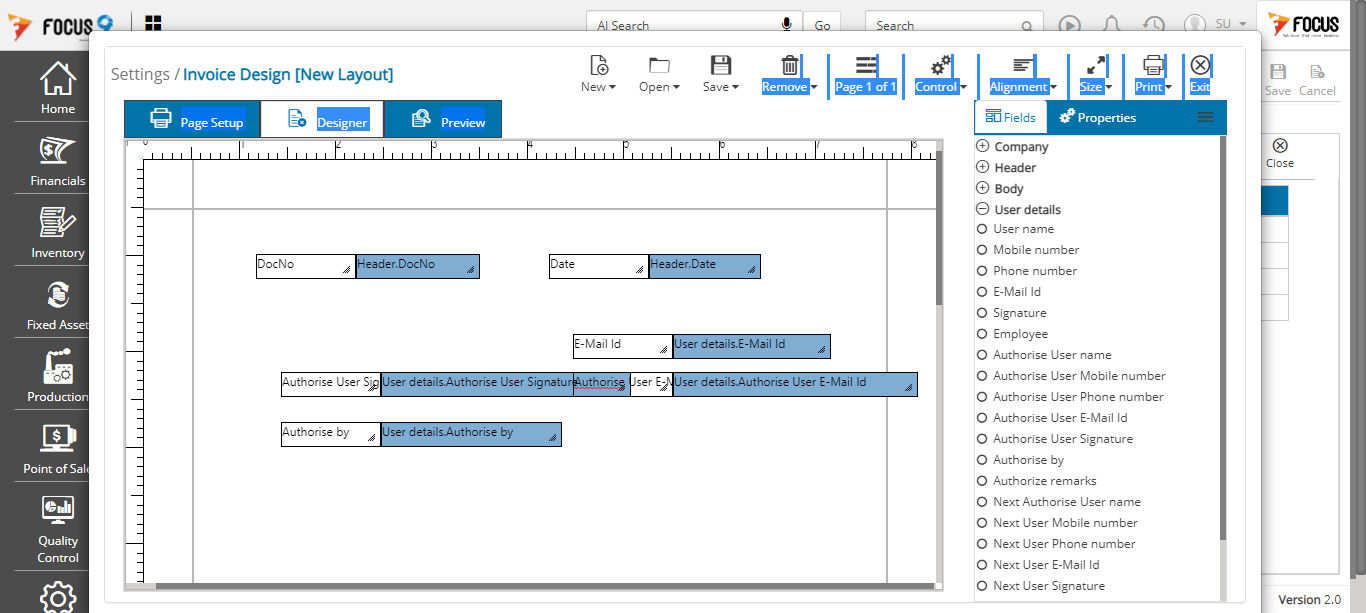 FOCUS
AI Search
Go
Search
SU
FOCUS
Settings / Invoice Design [New Layout]
New
Open
Save
Remove
Page 1 of 1
Control
Alignment
Size
Print
Exit
Save
Cancel
Home
Page Setup
Designer
Preview
Fields
Properties
0 1 2 3 4 5 6 7 8
Close
Financials
Inventory
Fixed Asset
Production
Point of Sale
Quality
Control
DocNo
Header.DocNo
Date
Header.Date
E-Mail Id
User details.E-Mail Id
Authorise User Sig
User details.Authorise User Signature
Authorise User E-M
User details.Authorise User E-Mail Id
Authorise by
User details.Authorise by
Company
Header
Body
User details
User name
Mobile number
Phone number
E-Mail Id
Signature
Employee
Authorise User name
Authorise User Mobile number
Authorise User Phone number
Authorise User E-Mail Id
Authorise User Signature
Authorise by
Authorize remarks
Next Authorise User name
Next User Mobile number
Next User Phone number
Next User E-Mail Id
Next User Signature
Version 2.0